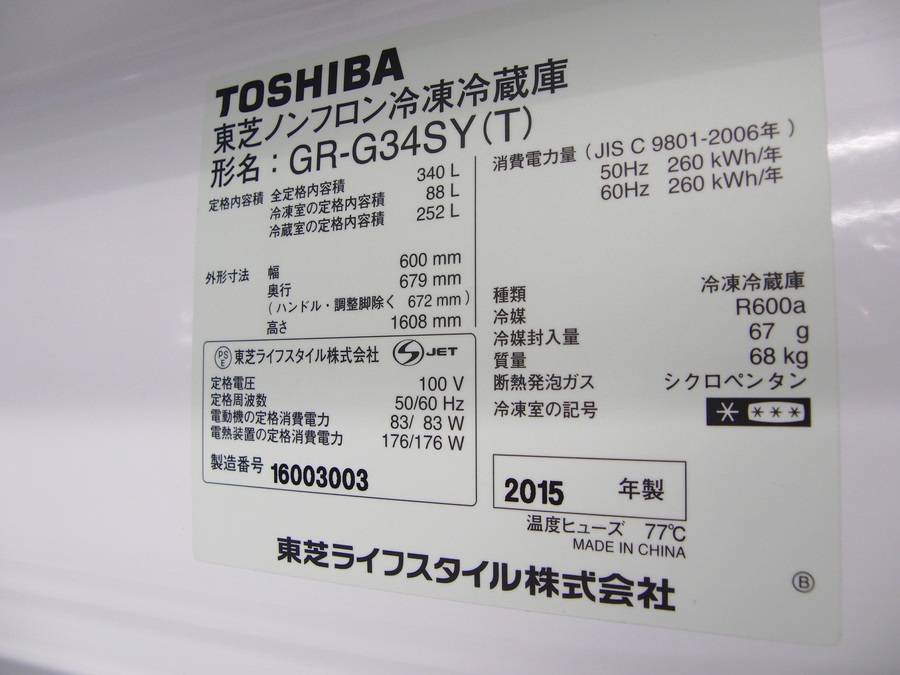 TOSHIBA
東芝ノンフロン冷凍冷蔵庫
形名：GR-G34SY(T)
定格内容積 全定格内容積 340 L
冷凍室の定格内容積 88 L
冷蔵室の定格内容積 252 L
外形寸法 幅 600 mm
奥行 679 mm
(ハンドル・調整脚除く 672 mm)
高さ 1608 mm
PSE 東芝ライフスタイル株式会社 S JET
定格電圧 100 V
定格周波数 50/60 Hz
電動機の定格消費電力 83/ 83 W
電熱装置の定格消費電力 176/176 W
製造番号 16003003
消費電力量 (JIS C 9801-2006年)
50Hz 260 kWh/年
60Hz 260 kWh/年
種類 冷凍冷蔵庫
冷媒 R600a
冷媒封入量 67 g
質量 68 kg
断熱発泡ガス シクロペンタン
冷凍室の記号
2015 年製
温度ヒューズ 77℃
MADE IN CHINA
東芝ライフスタイル株式会社
Ⓑ